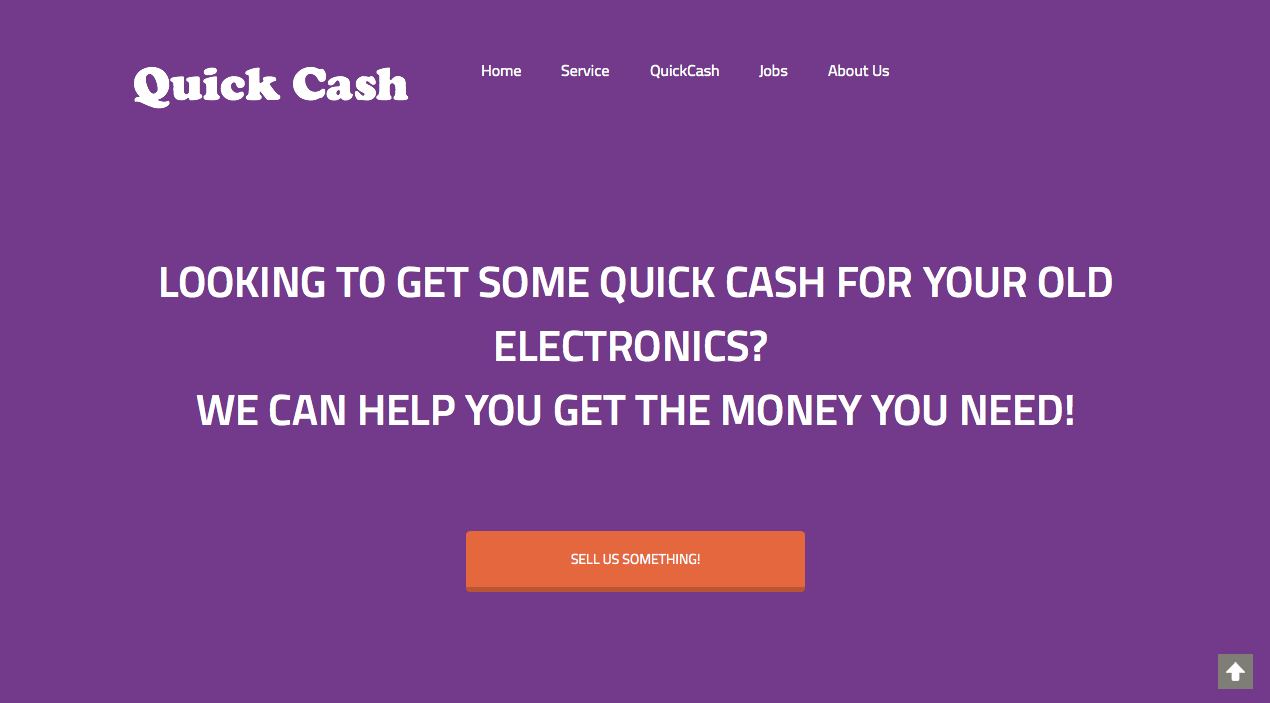 Quick Cash
Home Service QuickCash Jobs About Us
LOOKING TO GET SOME QUICK CASH FOR YOUR OLD
ELECTRONICS?
WE CAN HELP YOU GET THE MONEY YOU NEED!
SELL US SOMETHING!